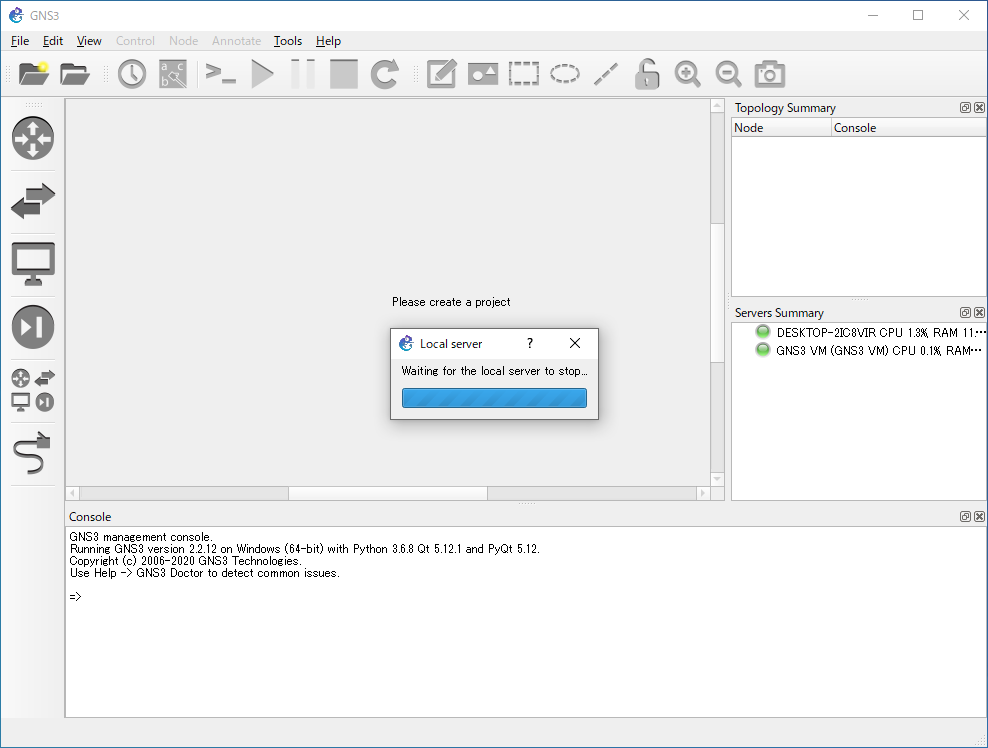 GNS3
File Edit View Control Node Annotate Tools Help
Topology Summary
Node Console
Please create a project
Local server ?
Waiting for the local server to stop...
Servers Summary
DESKTOP-2IC8VIR CPU 1.3%, RAM 11...
GNS3 VM (GNS3 VM) CPU 0.1%, RAM...
Console
GNS3 management console.
Running GNS3 version 2.2.12 on Windows (64-bit) with Python 3.6.8 Qt 5.12.1 and PyQt 5.12.
Copyright (c) 2006-2020 GNS3 Technologies.
Use Help -> GNS3 Doctor to detect common issues.
=>